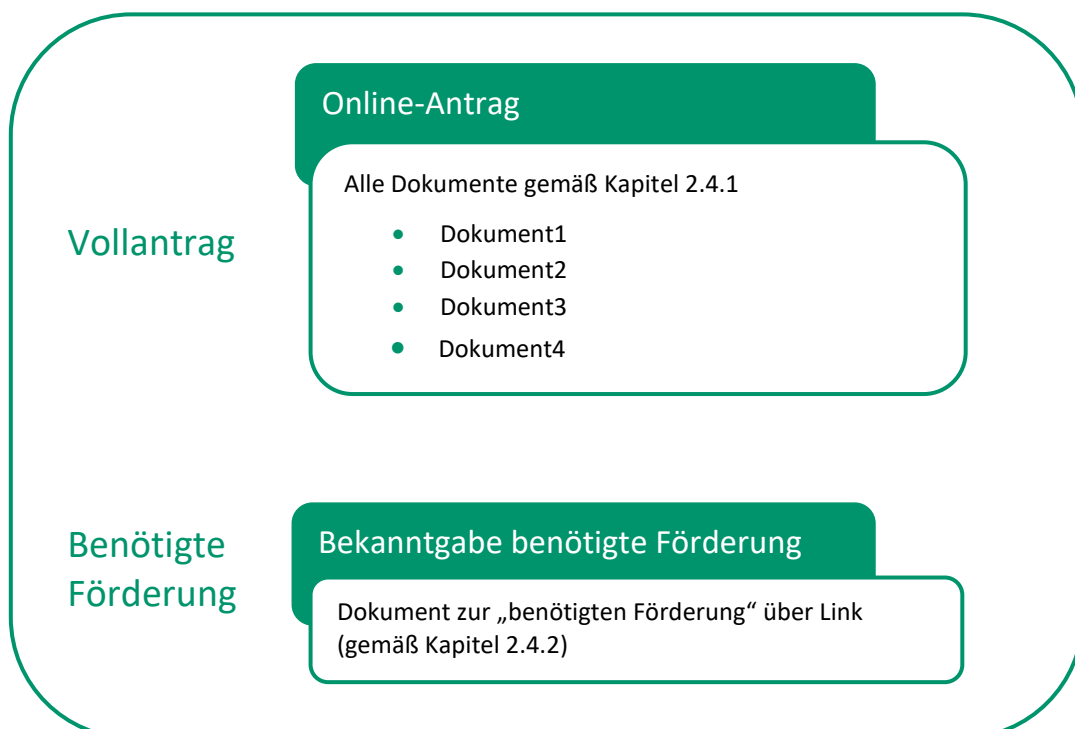 Online-Antrag
Alle Dokumente gemäß Kapitel 2.4.1
Vollantrag
• Dokument1
• Dokument2
• Dokument3
• Dokument4
Benötigte
Förderung
Bekanntgabe benötigte Förderung
Dokument zur „benötigten Förderung“ über Link
(gemäß Kapitel 2.4.2)